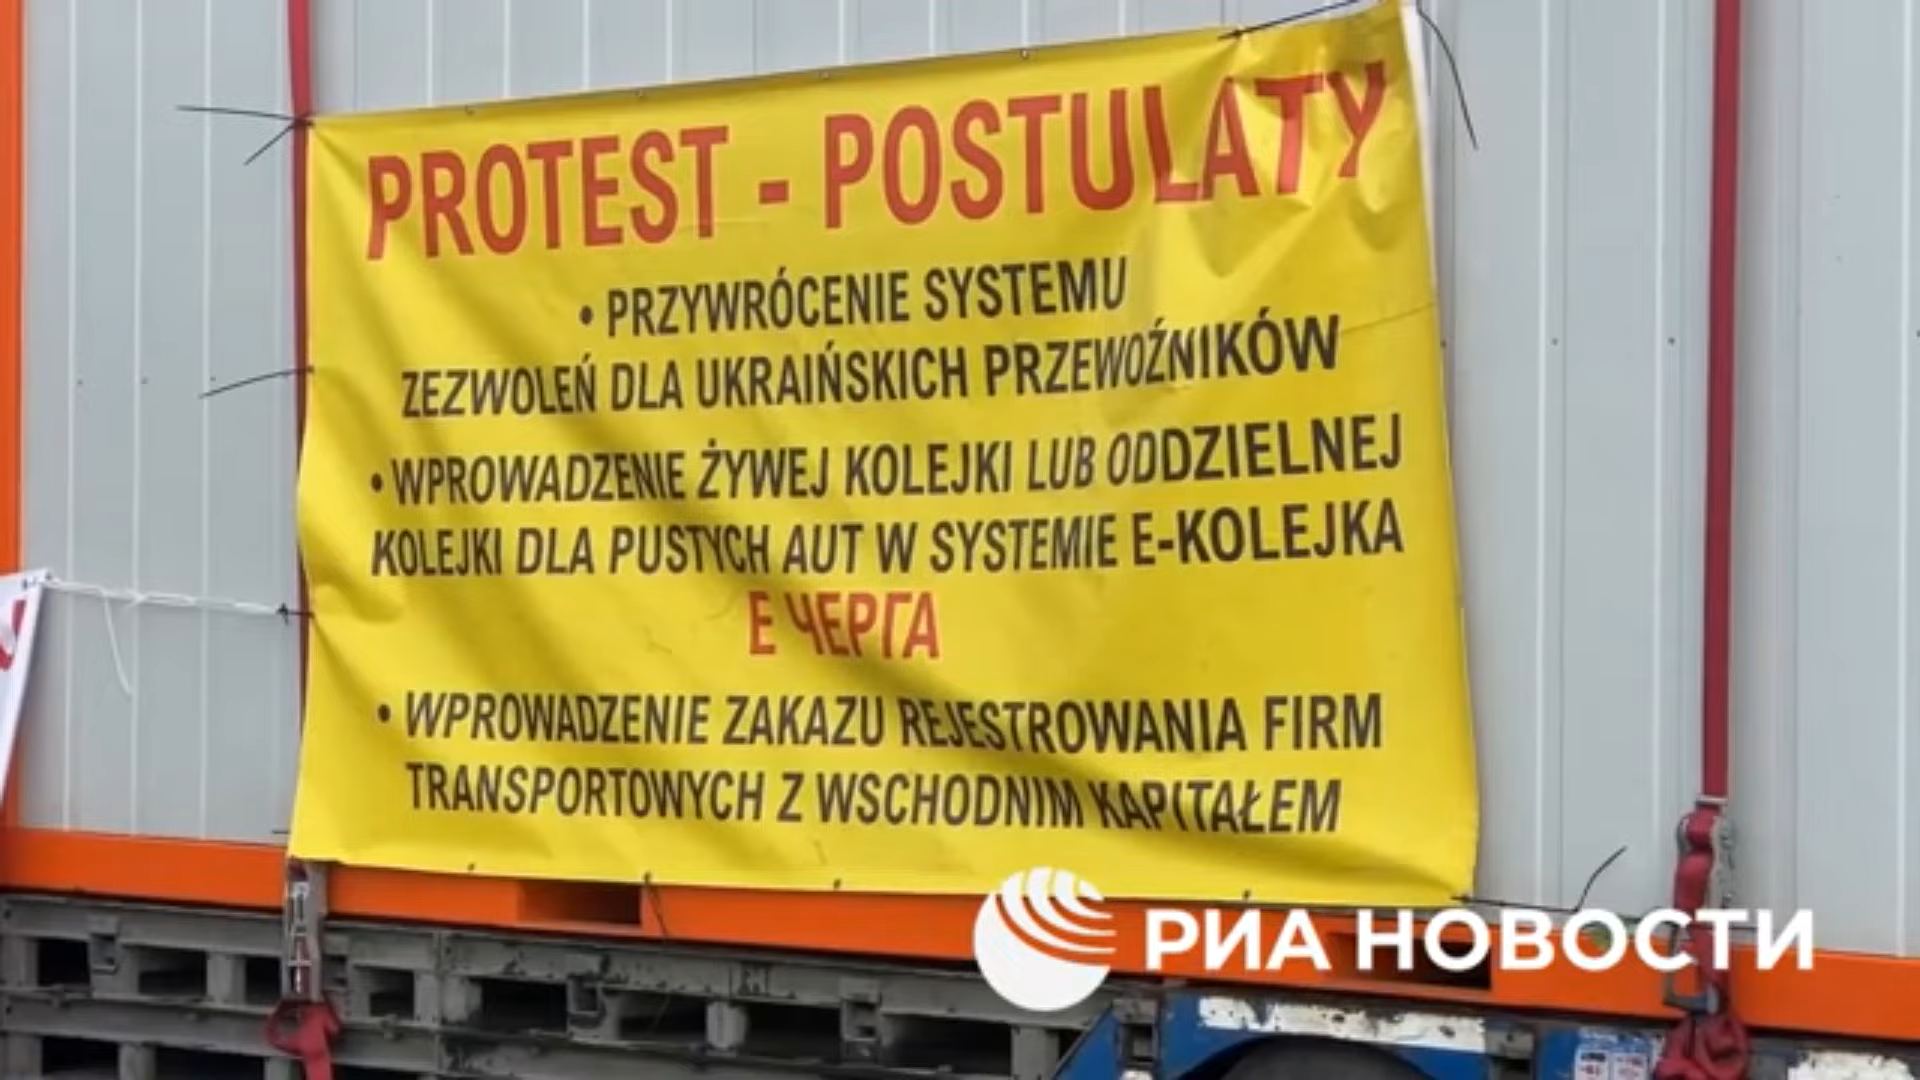 PROTEST - POSTULATY
• PRZYWRÓCENIE SYSTEMU
ZEZWOLEŃ DLA UKRAIŃSKICH PRZEWOŹNIKÓW
• WPROWADZENIE ŻYWEJ KOLEJKI LUB ODDZIELNEJ
KOLEJKI DLA PUSTYCH AUT W SYSTEMIE E-KOLEJKA
Е ЧЕРГА
• WPROWADZENIE ZAKAZU REJESTROWANIA FIRM
TRANSPORTOWYCH Z WSCHODNIM KAPITAŁEM
РИА НОВОСТИ